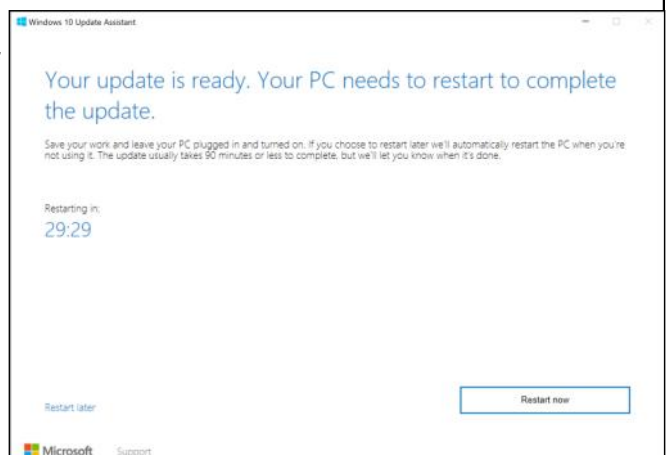 Windows 10 Update Assistant
Your update is ready. Your PC needs to restart to complete
the update.
Save your work and leave your PC plugged in and turned on. If you choose to restart later we'll automatically restart the PC when you're
not using it. The update usually takes 90 minutes or less to complete, but we'll let you know when it's done.
Restarting in:
29:29
Restart later
Restart now
Microsoft Support